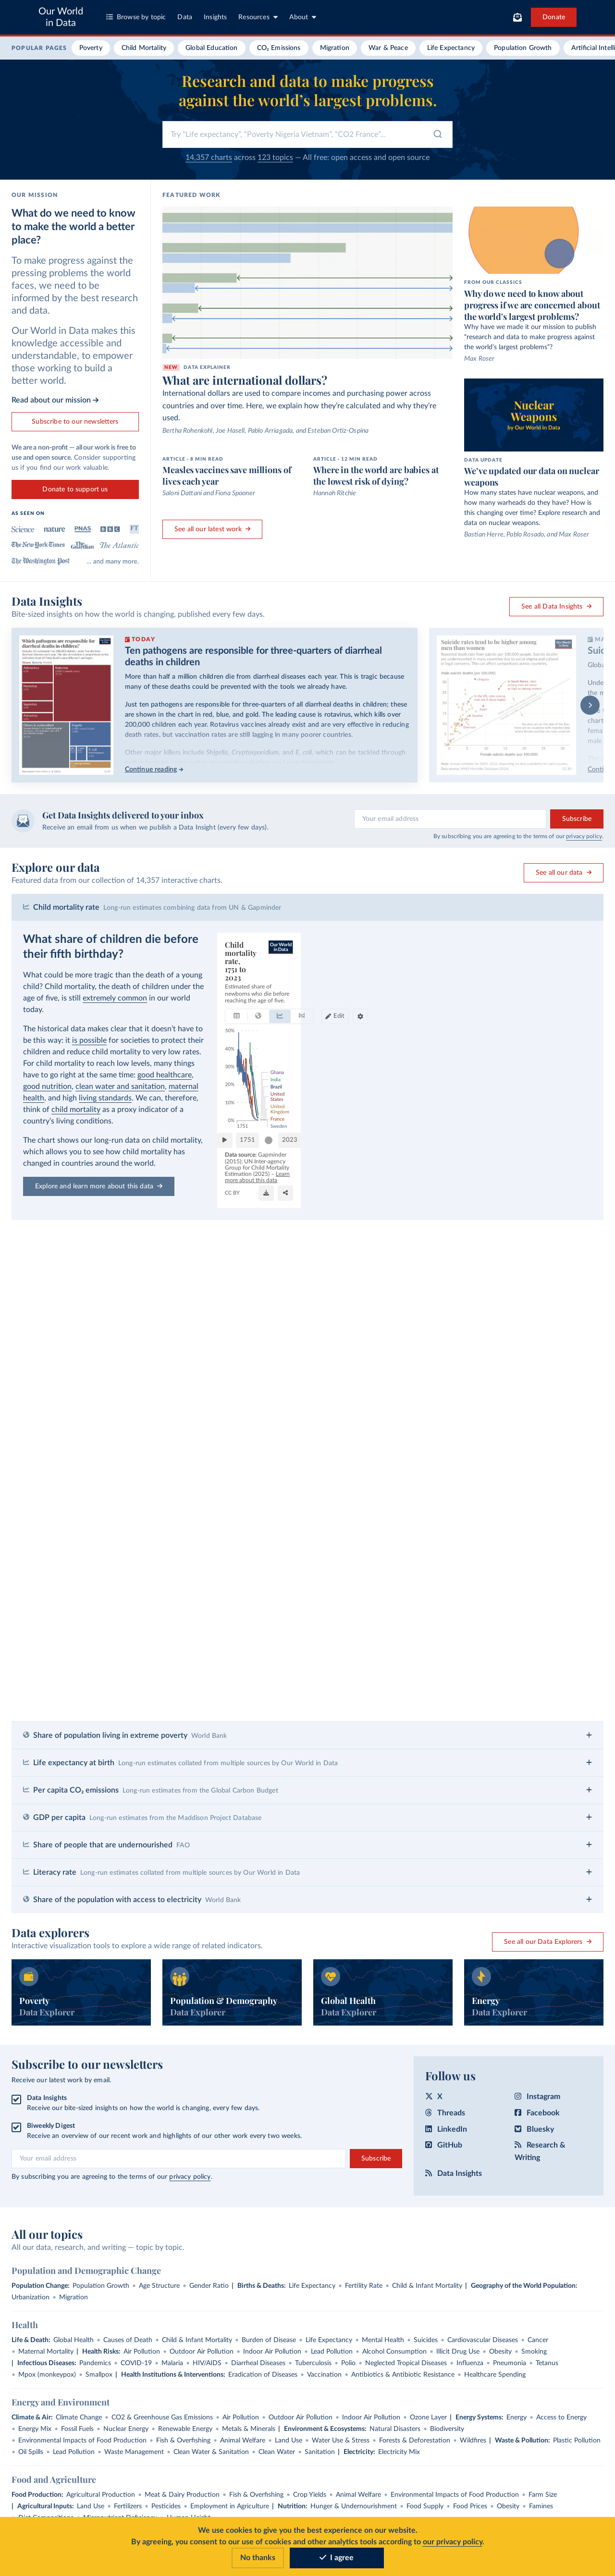 Our World
in Data
Browse by topic
Data
Insights
Resources
About
Donate
POPULAR PAGES
Poverty
Child Mortality
Global Education
CO₂ Emissions
Migration
War & Peace
Life Expectancy
Population Growth
Artificial Intelli
Research and data to make progress
against the world's largest problems.
Try "Life expectancy", "Poverty Nigeria Vietnam", "CO2 France"...
14,357 charts across 123 topics — All free: open access and open source
OUR MISSION
What do we need to know
to make the world a better
place?
To make progress against the
pressing problems the world
faces, we need to be
informed by the best research
and data.
Our World in Data makes this
knowledge accessible and
understandable, to empower
those working to build a
better world.
Read about our mission →
Subscribe to our newsletters
We are a non-profit — all our work is free to
use and open source. Consider supporting
us if you find our work valuable.
Donate to support us
AS SEEN ON
Science
nature
PNAS
BBC
FT
The New York Times
The Guardian
The Atlantic
The Washington Post
... and many more.
FEATURED WORK
NEW DATA EXPLAINER
What are international dollars?
International dollars are used to compare incomes and purchasing power across
countries and over time. Here, we explain how they're calculated and why they're
used.
Bertha Rohenkohl, Joe Hasell, Pablo Arriagada, and Esteban Ortiz-Ospina
ARTICLE • 8 MIN READ
Measles vaccines save millions of
lives each year
Saloni Dattani and Fiona Spooner
ARTICLE • 12 MIN READ
Where in the world are babies at
the lowest risk of dying?
Hannah Ritchie
See all our latest work →
FROM OUR CLASSICS
Why do we need to know about
progress if we are concerned about
the world's largest problems?
Why have we made it our mission to publish
"research and data to make progress against
the world's largest problems"?
Max Roser
Nuclear
Weapons
by Our World in Data
DATA UPDATE
We've updated our data on nuclear
weapons
How many states have nuclear weapons, and
how many warheads do they have? How is
this changing over time? Explore research and
data on nuclear weapons.
Bastian Herre, Pablo Rosado, and Max Roser
Data Insights
Bite-sized insights on how the world is changing, published every few days.
See all Data Insights →
Which pathogens are responsible for
diarrheal deaths in children?
TODAY
Ten pathogens are responsible for three-quarters of diarrheal
deaths in children
More than half a million children die from diarrheal diseases each year. This is tragic because
many of these deaths could be prevented with the tools we already have.
Just ten pathogens are responsible for three-quarters of all diarrheal deaths in children; these
are shown in the chart in red, blue, and gold. The leading cause is rotavirus, which kills over
200,000 children each year. Rotavirus vaccines already exist and are very effective in reducing
death rates, but vaccination rates are still lagging in many poorer countries.
Other major killers include Shigella, Cryptosporidium, and E. coli, which can be tackled through
Continue reading →
Suicide rates tend to be higher among
men than women
Get Data Insights delivered to your inbox
Receive an email from us when we publish a Data Insight (every few days).
Your email address
Subscribe
By subscribing you are agreeing to the terms of our privacy policy.
Explore our data
Featured data from our collection of 14,357 interactive charts.
See all our data →
Child mortality rate Long-run estimates combining data from UN & Gapminder
What share of children die before
their fifth birthday?
What could be more tragic than the death of a young
child? Child mortality, the death of children under the
age of five, is still extremely common in our world
today.
The historical data makes clear that it doesn't have to
be this way: it is possible for societies to protect their
children and reduce child mortality to very low rates.
For child mortality to reach low levels, many things
have to go right at the same time: good healthcare,
good nutrition, clean water and sanitation, maternal
health, and high living standards. We can, therefore,
think of child mortality as a proxy indicator of a
country's living conditions.
The chart shows our long-run data on child mortality,
which allows you to see how child mortality has
changed in countries around the world.
Explore and learn more about this data →
Child
mortality
rate,
1751 to
2023
Our World
in Data
Estimated share of
newborns who die before
reaching the age of five.
Edit
50%
40%
30%
20%
10%
0%
Ghana
India
Brazil
United
States
United
Kingdom
France
Sweden
1751
1751
2023
Data source: Gapminder
(2015); UN Inter-agency
Group for Child Mortality
Estimation (2025) – Learn
more about this data
CC BY
Share of population living in extreme poverty World Bank
Life expectancy at birth Long-run estimates collated from multiple sources by Our World in Data
Per capita CO₂ emissions Long-run estimates from the Global Carbon Budget
GDP per capita Long-run estimates from the Maddison Project Database
Share of people that are undernourished FAO
Literacy rate Long-run estimates collated from multiple sources by Our World in Data
Share of the population with access to electricity World Bank
Data explorers
Interactive visualization tools to explore a wide range of related indicators.
See all our Data Explorers →
Poverty
Data Explorer
Population & Demography
Data Explorer
Global Health
Data Explorer
Energy
Data Explorer
Subscribe to our newsletters
Receive our latest work by email.
Data Insights
Receive our bite-sized insights on how the world is changing, every few days.
Biweekly Digest
Receive an overview of our recent work and highlights of our other work every two weeks.
Your email address
Subscribe
By subscribing you are agreeing to the terms of our privacy policy.
Follow us
X
Instagram
Threads
Facebook
LinkedIn
Bluesky
GitHub
Research &
Writing
Data Insights
All our topics
All our data, research, and writing — topic by topic.
Population and Demographic Change
Population Change: Population Growth • Age Structure • Gender Ratio | Births & Deaths: Life Expectancy • Fertility Rate • Child & Infant Mortality | Geography of the World Population:
Urbanization • Migration
Health
Life & Death: Global Health • Causes of Death • Child & Infant Mortality • Burden of Disease • Life Expectancy • Mental Health • Suicides • Cardiovascular Diseases • Cancer
• Maternal Mortality | Health Risks: Air Pollution • Outdoor Air Pollution • Indoor Air Pollution • Lead Pollution • Alcohol Consumption • Illicit Drug Use • Obesity • Smoking
| Infectious Diseases: Pandemics • COVID-19 • Malaria • HIV/AIDS • Diarrheal Diseases • Tuberculosis • Polio • Neglected Tropical Diseases • Influenza • Pneumonia • Tetanus
• Mpox (monkeypox) • Smallpox | Health Institutions & Interventions: Eradication of Diseases • Vaccination • Antibiotics & Antibiotic Resistance • Healthcare Spending
Energy and Environment
Climate & Air: Climate Change • CO2 & Greenhouse Gas Emissions • Air Pollution • Outdoor Air Pollution • Indoor Air Pollution • Ozone Layer | Energy Systems: Energy • Access to Energy
• Energy Mix • Fossil Fuels • Nuclear Energy • Renewable Energy • Metals & Minerals | Environment & Ecosystems: Natural Disasters • Biodiversity
• Environmental Impacts of Food Production • Fish & Overfishing • Animal Welfare • Land Use • Water Use & Stress • Forests & Deforestation • Wildfires | Waste & Pollution: Plastic Pollution
• Oil Spills • Lead Pollution • Waste Management • Clean Water & Sanitation • Clean Water • Sanitation | Electricity: Electricity Mix
Food and Agriculture
Food Production: Agricultural Production • Meat & Dairy Production • Fish & Overfishing • Crop Yields • Animal Welfare • Environmental Impacts of Food Production • Farm Size
| Agricultural Inputs: Land Use • Fertilizers • Pesticides • Employment in Agriculture | Nutrition: Hunger & Undernourishment • Food Supply • Food Prices • Obesity • Famines
We use cookies to give you the best experience on our website.
By agreeing, you consent to our use of cookies and other analytics tools according to our privacy policy.
No thanks
I agree